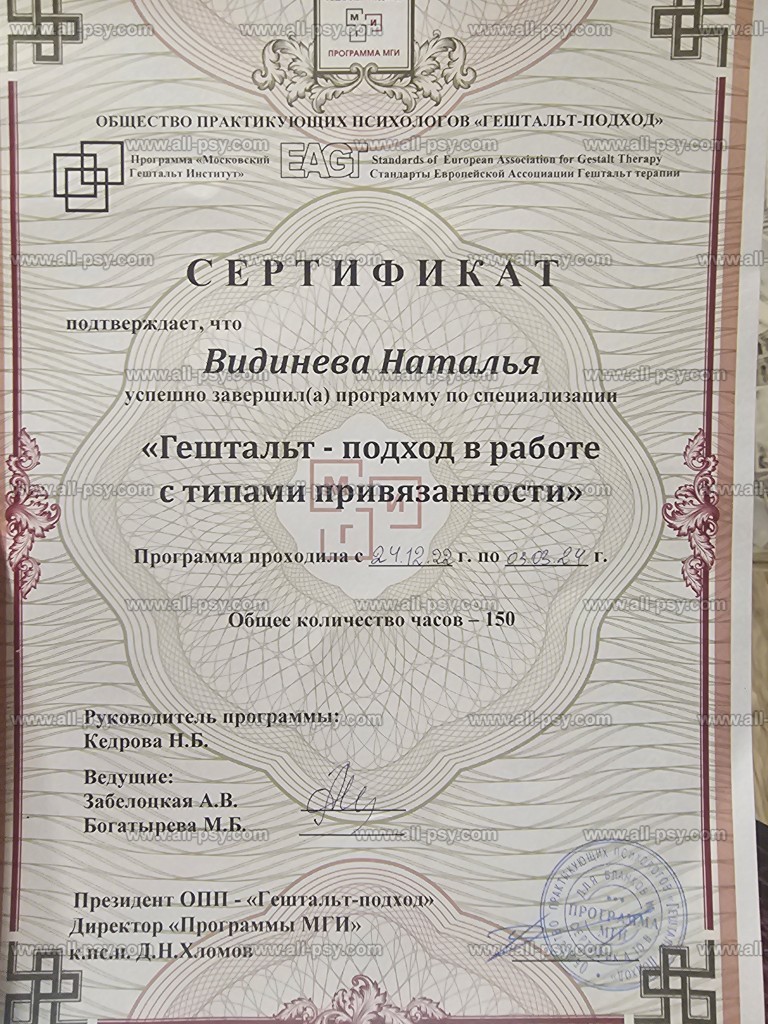 М И Г
ПРОГРАММА МГИ
ОБЩЕСТВО ПРАКТИКУЮЩИХ ПСИХОЛОГОВ «ГЕШТАЛЬТ-ПОДХОД»
Программа «Московский Гештальт Институт»
EAGT
Standards of European Association for Gestalt Therapy
Стандарты Европейской Ассоциации Гештальт терапии
СЕРТИФИКАТ
подтверждает, что
Видинева Наталья
успешно завершил(а) программу по специализации
«Гештальт - подход в работе
с типами привязанности»
М И Г
Программа проходила с 24.12.22 г. по 03.03.24 г.
Общее количество часов – 150
Руководитель программы:
Кедрова Н.Б.
Ведущие:
Забелоцкая А.В.
Богатырева М.Б.
Президент ОПП - «Гештальт-подход»
Директор «Программы МГИ»
к.псн. Д.Н.Хломов
ПРОГРАММА
МГИ
www.all-psy.com